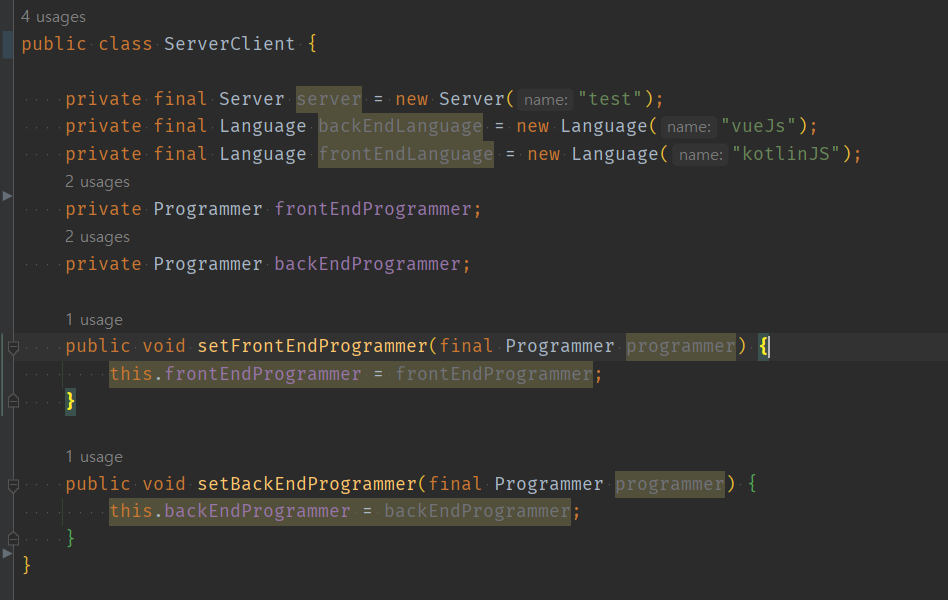 4 usages
public class ServerClient {
private final Server server = new Server( name: "test");
private final Language backEndLanguage = new Language( name: "vueJs");
private final Language frontEndLanguage = new Language( name: "kotlinJS");
2 usages
private Programmer frontEndProgrammer;
2 usages
private Programmer backEndProgrammer;
1 usage
public void setFrontEndProgrammer(final Programmer programmer) {
this.frontEndProgrammer = frontEndProgrammer;
}
1 usage
public void setBackEndProgrammer(final Programmer programmer) {
this.backEndProgrammer = backEndProgrammer;
}
}